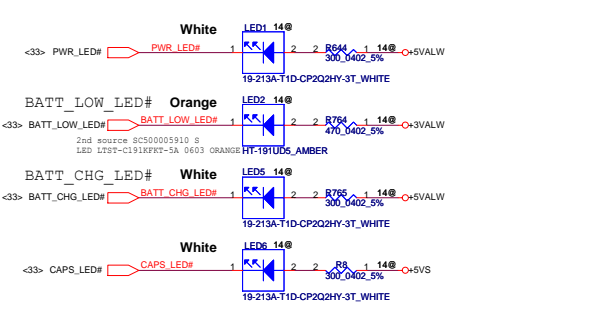 White LED1 14@
<33> PWR_LED# PWR_LED# 1 2 2 R644 1 14@ +5VALW
300_0402_5%
19-213A-T1D-CP2Q2HY-3T_WHITE
BATT_LOW_LED# Orange LED2 14@
<33> BATT_LOW_LED# BATT_LOW_LED# 1 2 2 R764 1 14@ +3VALW
470_0402_5%
2nd source SC500005910 S
LED LTST-C191KFKT-5A 0603 ORANGE HT-191UD5_AMBER
BATT_CHG_LED# White LED5 14@
<33> BATT_CHG_LED# BATT_CHG_LED# 1 2 2 R765 1 14@ +5VALW
300_0402_5%
19-213A-T1D-CP2Q2HY-3T_WHITE
White LED6 14@
<33> CAPS_LED# CAPS_LED# 1 2 2 R8 1 14@ +5VS
300_0402_5%
19-213A-T1D-CP2Q2HY-3T_WHITE